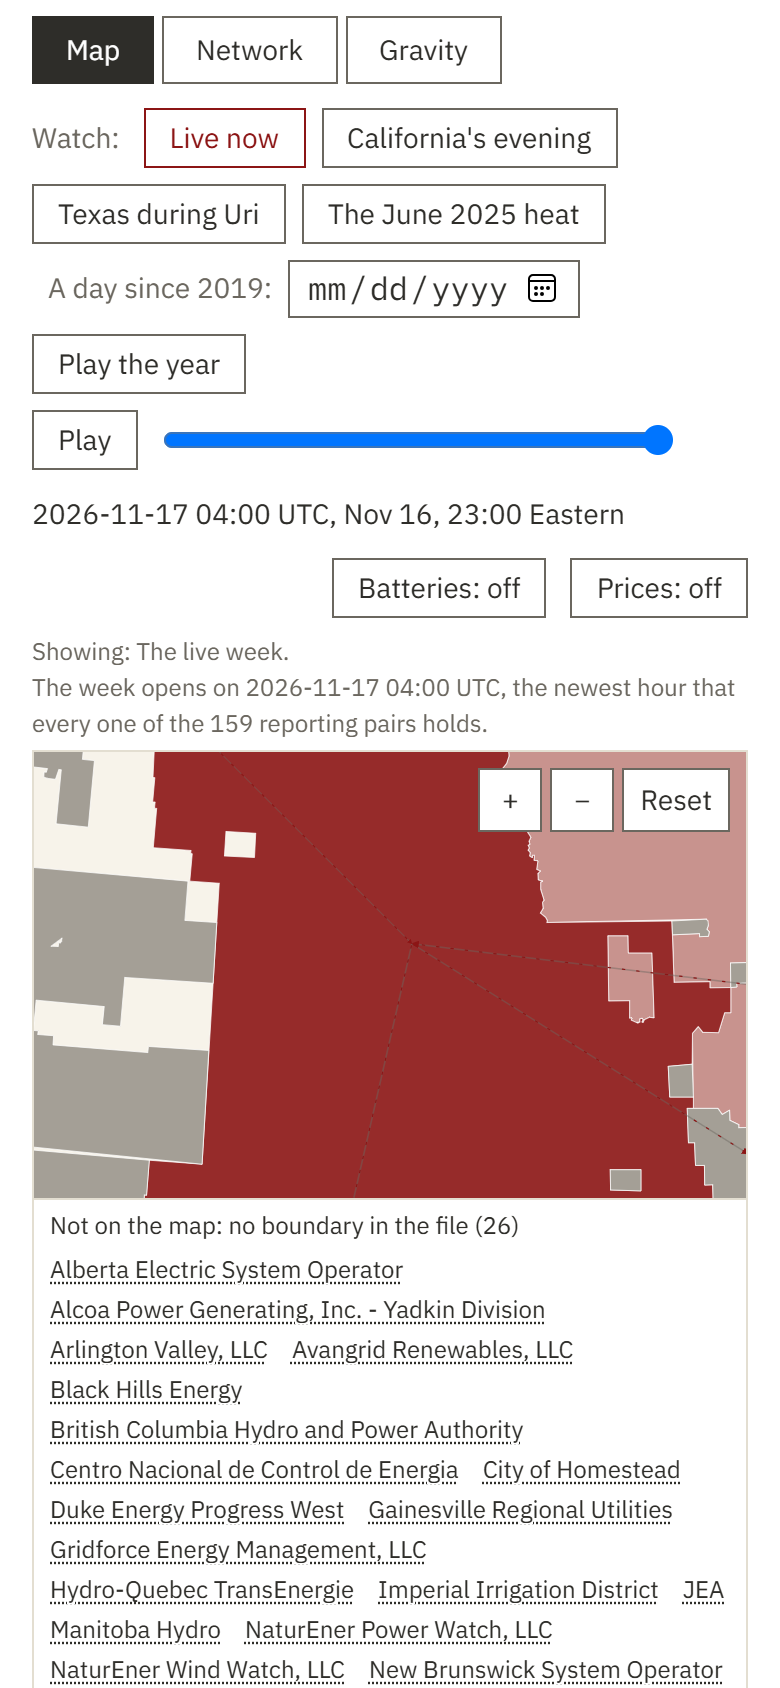 Map Network Gravity
Watch: Live now California's evening
Texas during Uri The June 2025 heat
A day since 2019: mm/dd/yyyy
Play the year
Play
2026-11-17 04:00 UTC, Nov 16, 23:00 Eastern
Batteries: off Prices: off
Showing: The live week.
The week opens on 2026-11-17 04:00 UTC, the newest hour that
every one of the 159 reporting pairs holds.
+ − Reset
Not on the map: no boundary in the file (26)
Alberta Electric System Operator
Alcoa Power Generating, Inc. - Yadkin Division
Arlington Valley, LLC Avangrid Renewables, LLC
Black Hills Energy
British Columbia Hydro and Power Authority
Centro Nacional de Control de Energia City of Homestead
Duke Energy Progress West Gainesville Regional Utilities
Gridforce Energy Management, LLC
Hydro-Quebec TransEnergie Imperial Irrigation District JEA
Manitoba Hydro NaturEner Power Watch, LLC
NaturEner Wind Watch, LLC New Brunswick System Operator